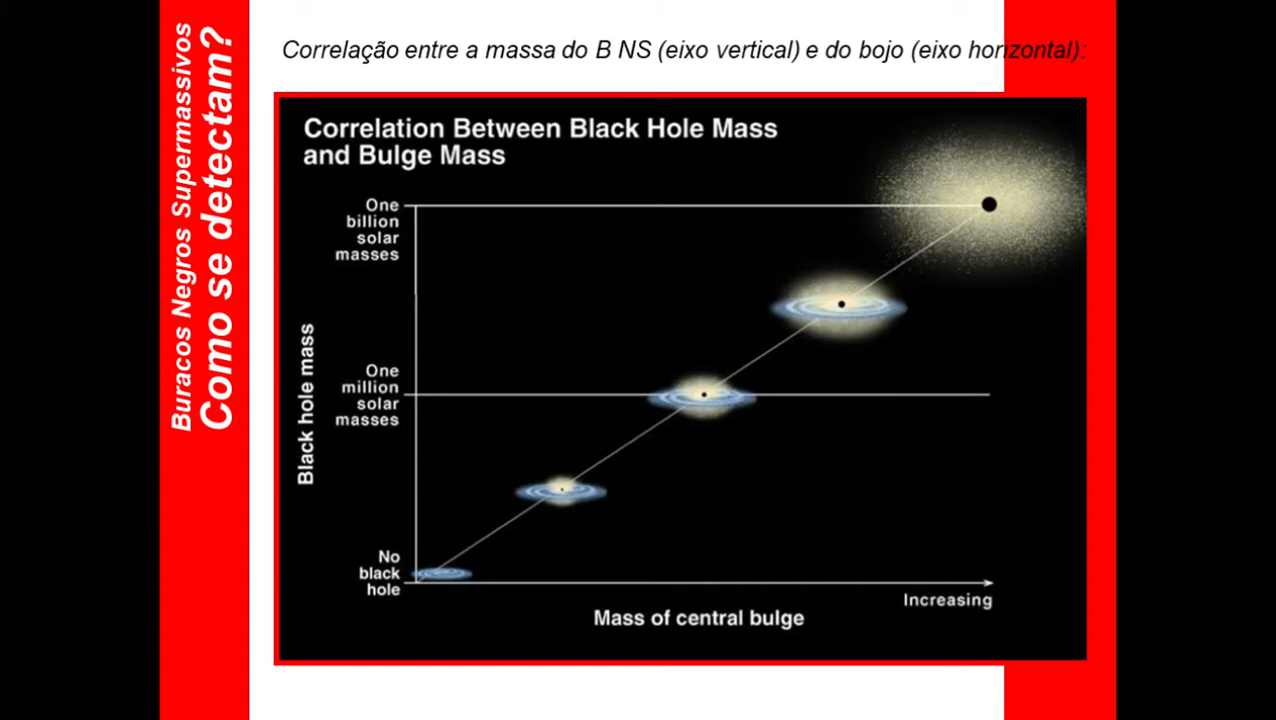 Buracos Negros Supermassivos
Como se detectam?
Correlação entre a massa do B NS (eixo vertical) e do bojo (eixo horizontal):
Correlation Between Black Hole Mass
and Bulge Mass
One
billion
solar
masses
One
million
solar
masses
Black hole mass
No
black
hole
Increasing
Mass of central bulge